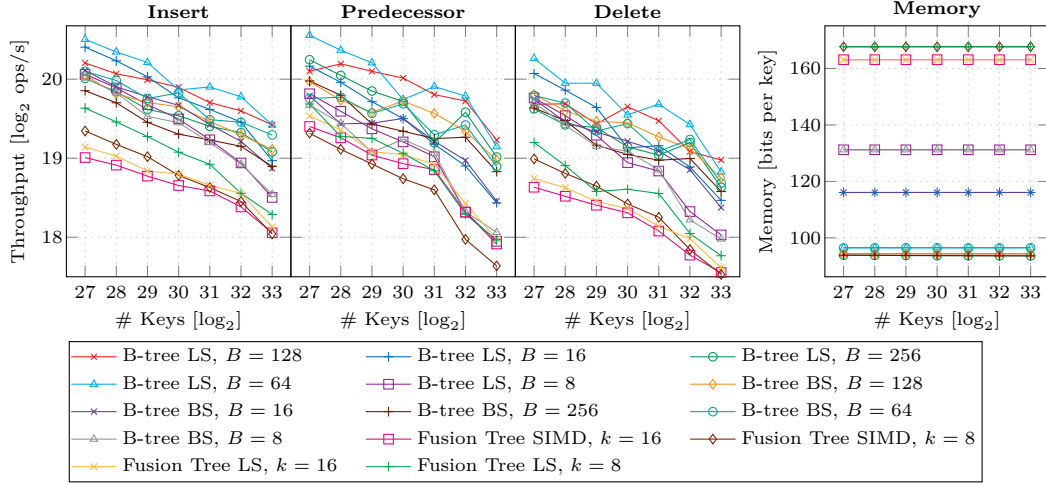 Insert Predecessor Delete Memory
Throughput [log2 ops/s]
20
19
18
27 28 29 30 31 32 33
# Keys [log2]
27 28 29 30 31 32 33
# Keys [log2]
27 28 29 30 31 32 33
# Keys [log2]
Memory [bits per key]
160
140
120
100
27 28 29 30 31 32 33
# Keys [log2]
B-tree LS, B = 128 B-tree LS, B = 16 B-tree LS, B = 256
B-tree LS, B = 64 B-tree LS, B = 8 B-tree BS, B = 128
B-tree BS, B = 16 B-tree BS, B = 256 B-tree BS, B = 64
B-tree BS, B = 8 Fusion Tree SIMD, k = 16 Fusion Tree SIMD, k = 8
Fusion Tree LS, k = 16 Fusion Tree LS, k = 8